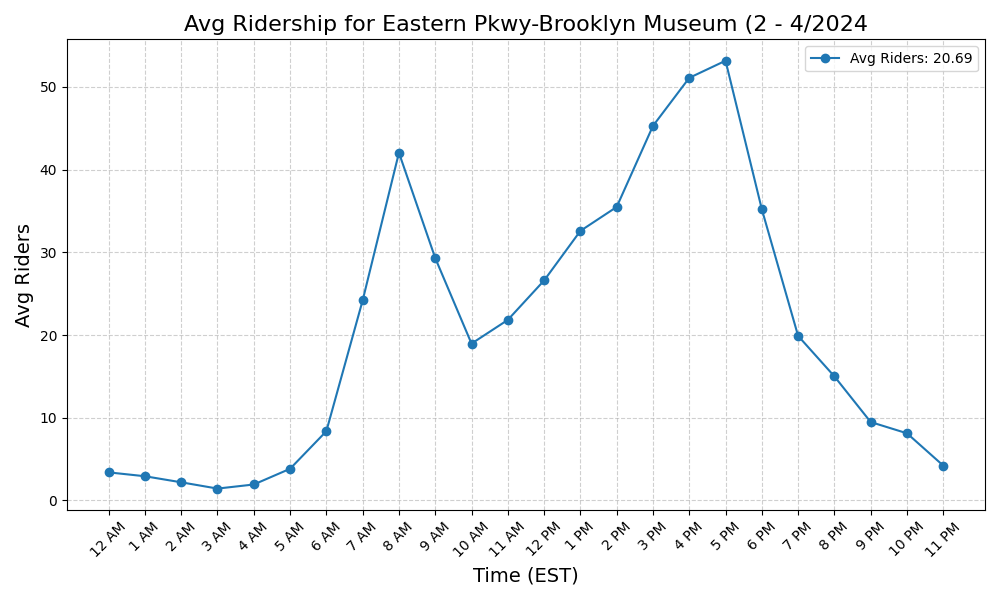 Avg Ridership for Eastern Pkwy-Brooklyn Museum (2 - 4/2024
Avg Riders: 20.69
Avg Riders
50
40
30
20
10
0
12 AM
1 AM
2 AM
3 AM
4 AM
5 AM
6 AM
7 AM
8 AM
9 AM
10 AM
11 AM
12 PM
1 PM
2 PM
3 PM
4 PM
5 PM
6 PM
7 PM
8 PM
9 PM
10 PM
11 PM
Time (EST)